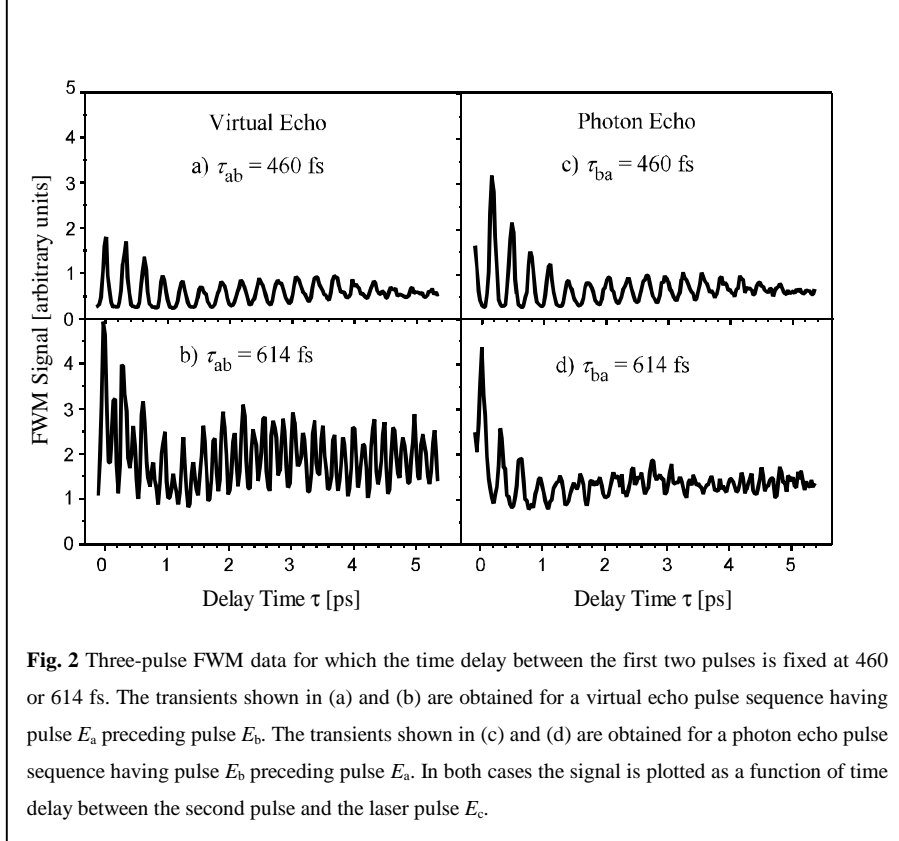 5
Virtual Echo
Photon Echo
4
a) τab = 460 fs
c) τba = 460 fs
3
2
1
0
FWM Signal [arbitrary units]
b) τab = 614 fs
d) τba = 614 fs
4
3
2
1
0
0 1 2 3 4 5 0 1 2 3 4 5
Delay Time τ [ps] Delay Time τ [ps]
Fig. 2 Three-pulse FWM data for which the time delay between the first two pulses is fixed at 460
or 614 fs. The transients shown in (a) and (b) are obtained for a virtual echo pulse sequence having
pulse Ea preceding pulse Eb. The transients shown in (c) and (d) are obtained for a photon echo pulse
sequence having pulse Eb preceding pulse Ea. In both cases the signal is plotted as a function of time
delay between the second pulse and the laser pulse Ec.